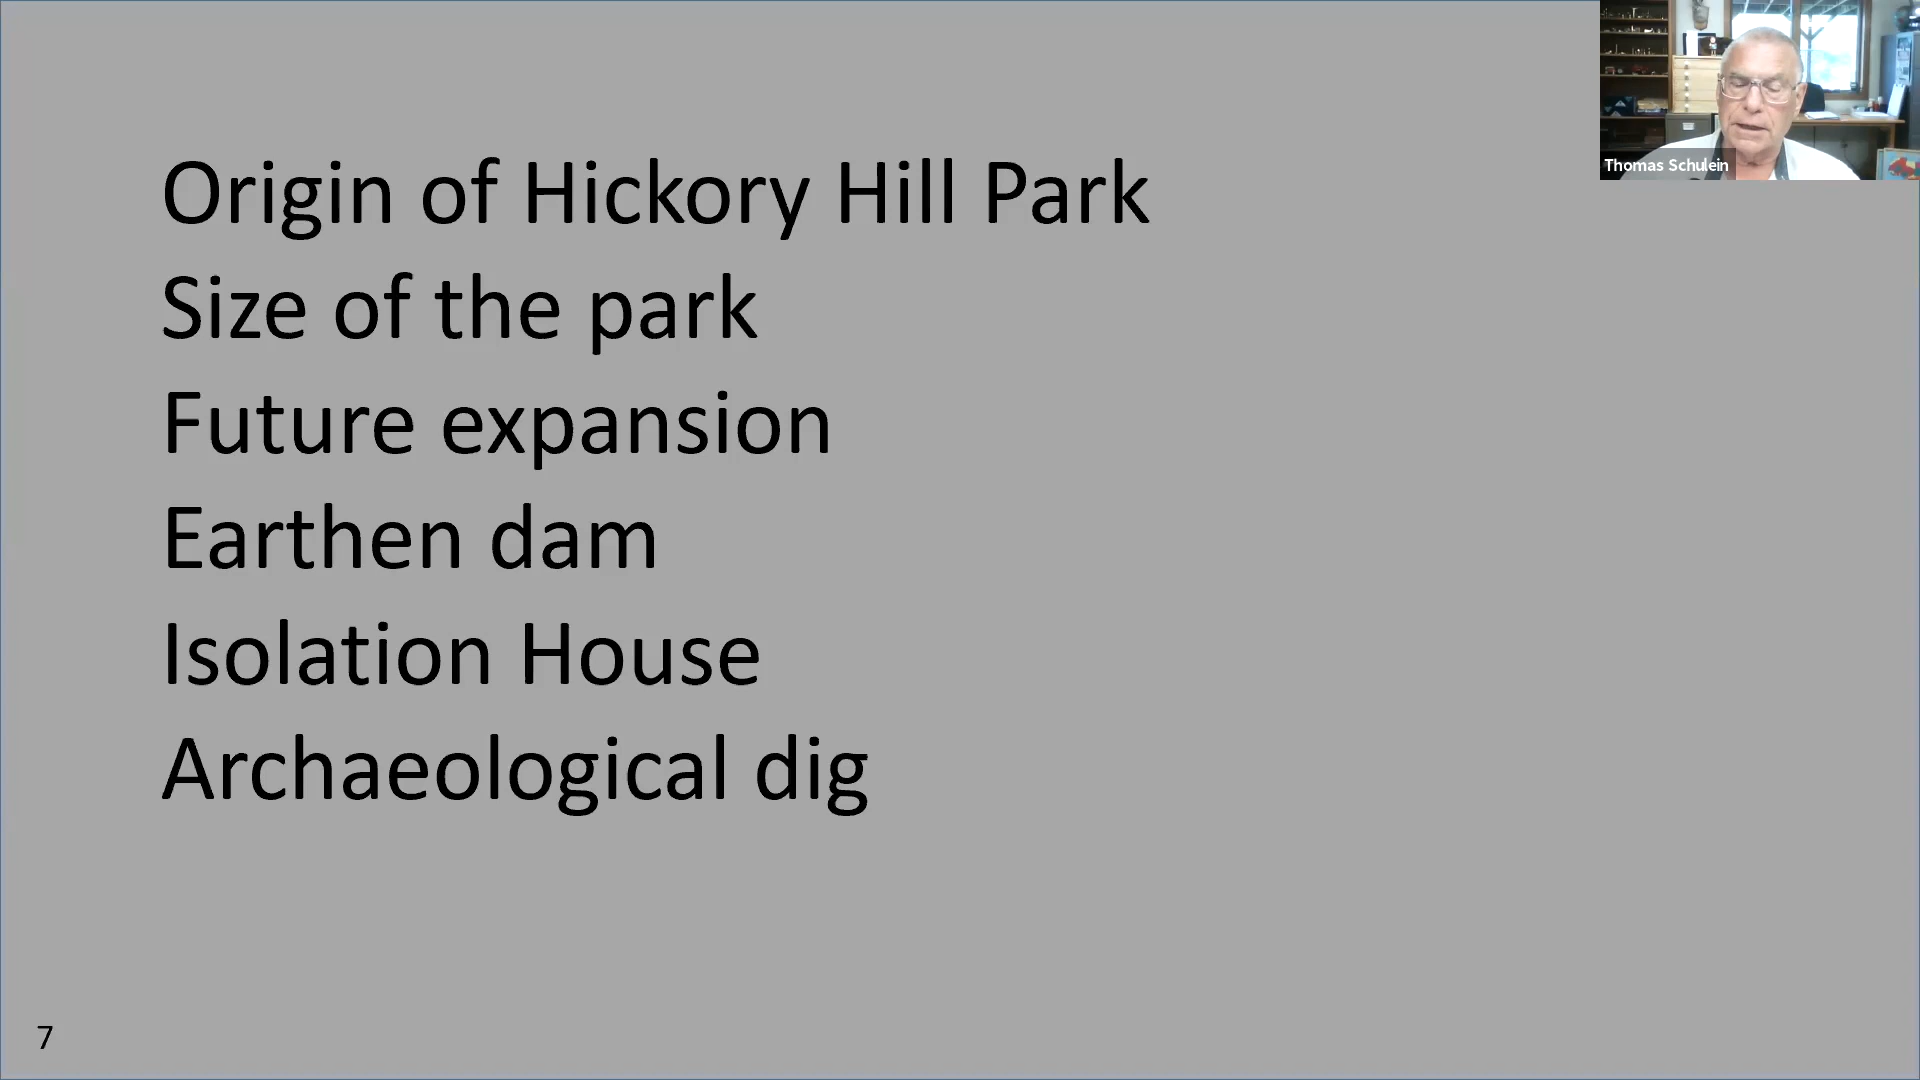 Origin of Hickory Hill Park
Size of the park
Future expansion
Earthen dam
Isolation House
Archaeological dig
7
Thomas Schulein